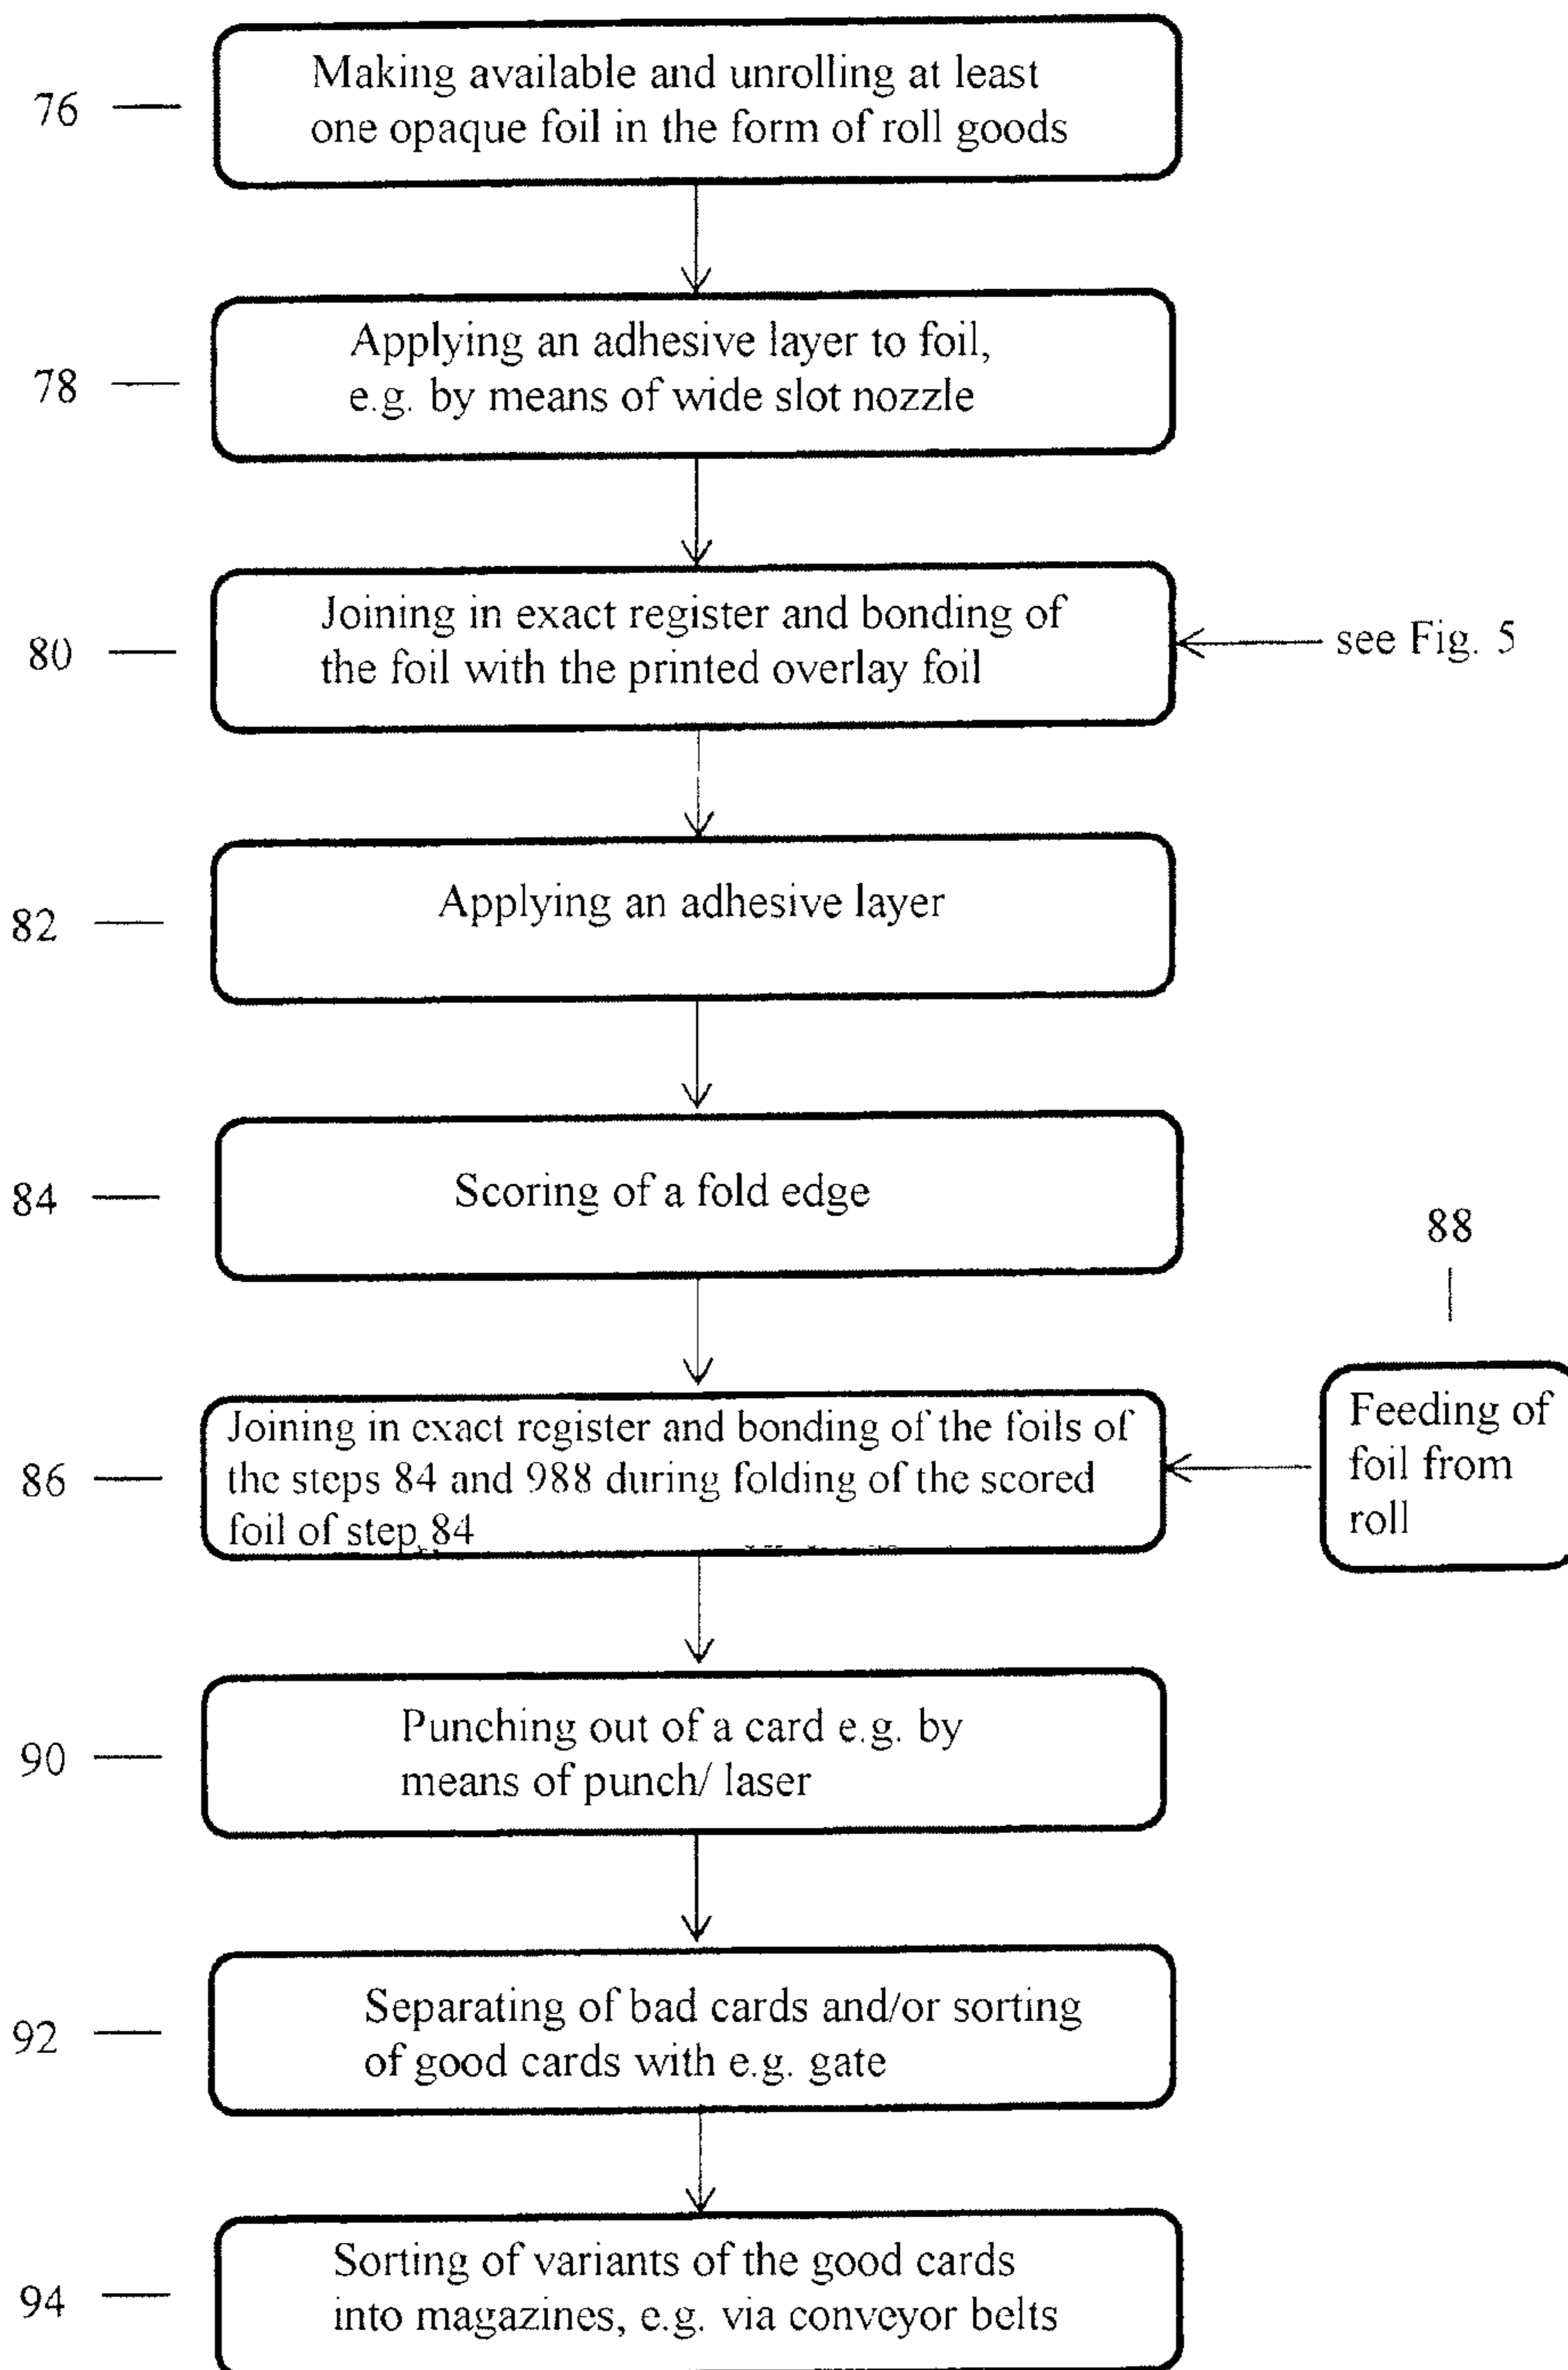 76
Making available and unrolling at least
one opaque foil in the form of roll goods
78
Applying an adhesive layer to foil,
e.g. by means of wide slot nozzle
80
Joining in exact register and bonding of
the foil with the printed overlay foil
see Fig. 5
82
Applying an adhesive layer
84
Scoring of a fold edge
88
86
Joining in exact register and bonding of the foils of
the steps 84 and 988 during folding of the scored
foil of step 84
Feeding of
foil from
roll
90
Punching out of a card e.g. by
means of punch/ laser
92
Separating of bad cards and/or sorting
of good cards with e.g. gate
94
Sorting of variants of the good cards
into magazines, e.g. via conveyor belts